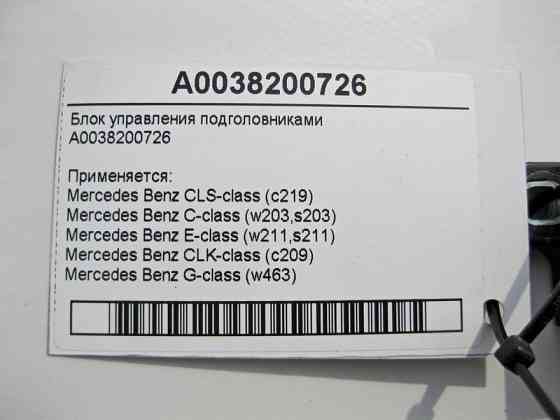 A0038200726
Блок управления подголовниками
A0038200726
Применяется:
Mercedes Benz CLS-class (c219)
Mercedes Benz C-class (w203,s203)
Mercedes Benz E-class (w211,s211)
Mercedes Benz CLK-class (c209)
Mercedes Benz G-class (w463)